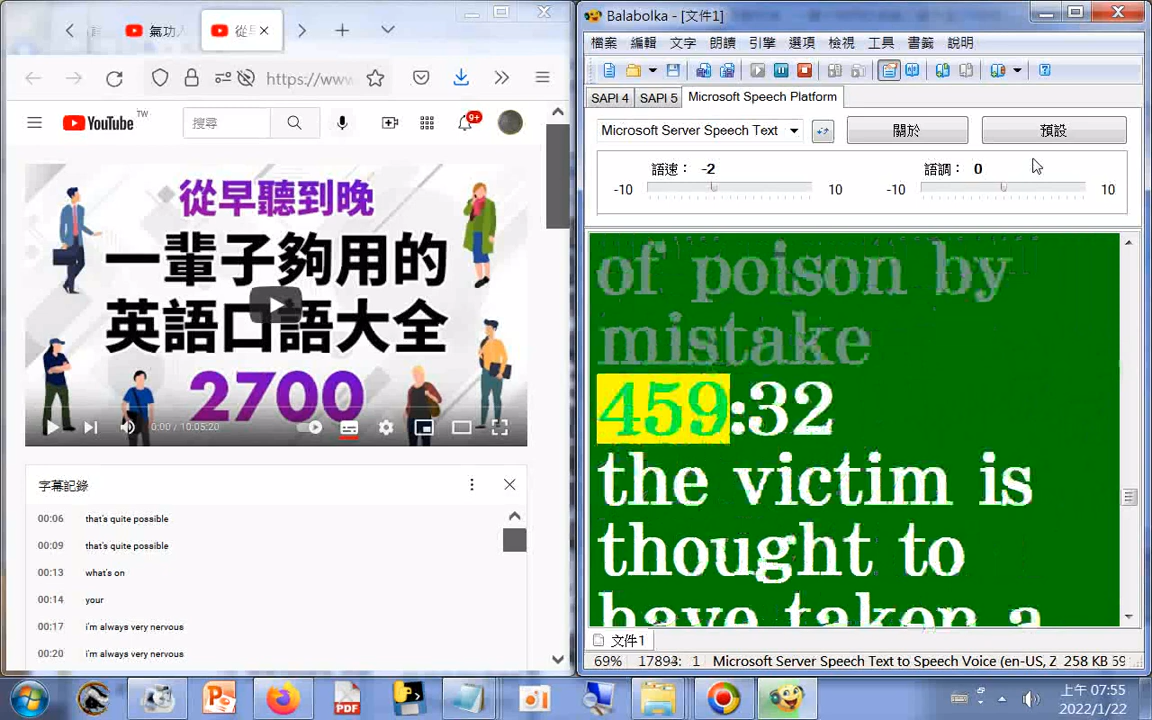 氣功
從
https://www
YouTube TW
搜尋
9+
從早聽到晚
一輩子夠用的
英語口語大全
2700
0:00 / 10:05:20
字幕記錄
00:06 that's quite possible
00:09 that's quite possible
00:13 what's on
00:14 your
00:17 i'm always very nervous
00:20 i'm always very nervous
Balabolka - [文件1]
檔案 編輯 文字 朗讀 引擎 選項 檢視 工具 書籤 說明
SAPI 4 SAPI 5 Microsoft Speech Platform
Microsoft Server Speech Text 關於 預設
語速： -2 語調： 0
-10 10 -10 10
of poison by
mistake
459:32
the victim is
thought to
have taken a
文件1
69% 1 Microsoft Server Speech Text to Speech Voice (en-US, Z 258 KB
PDF
上午 07:55
2022/1/22